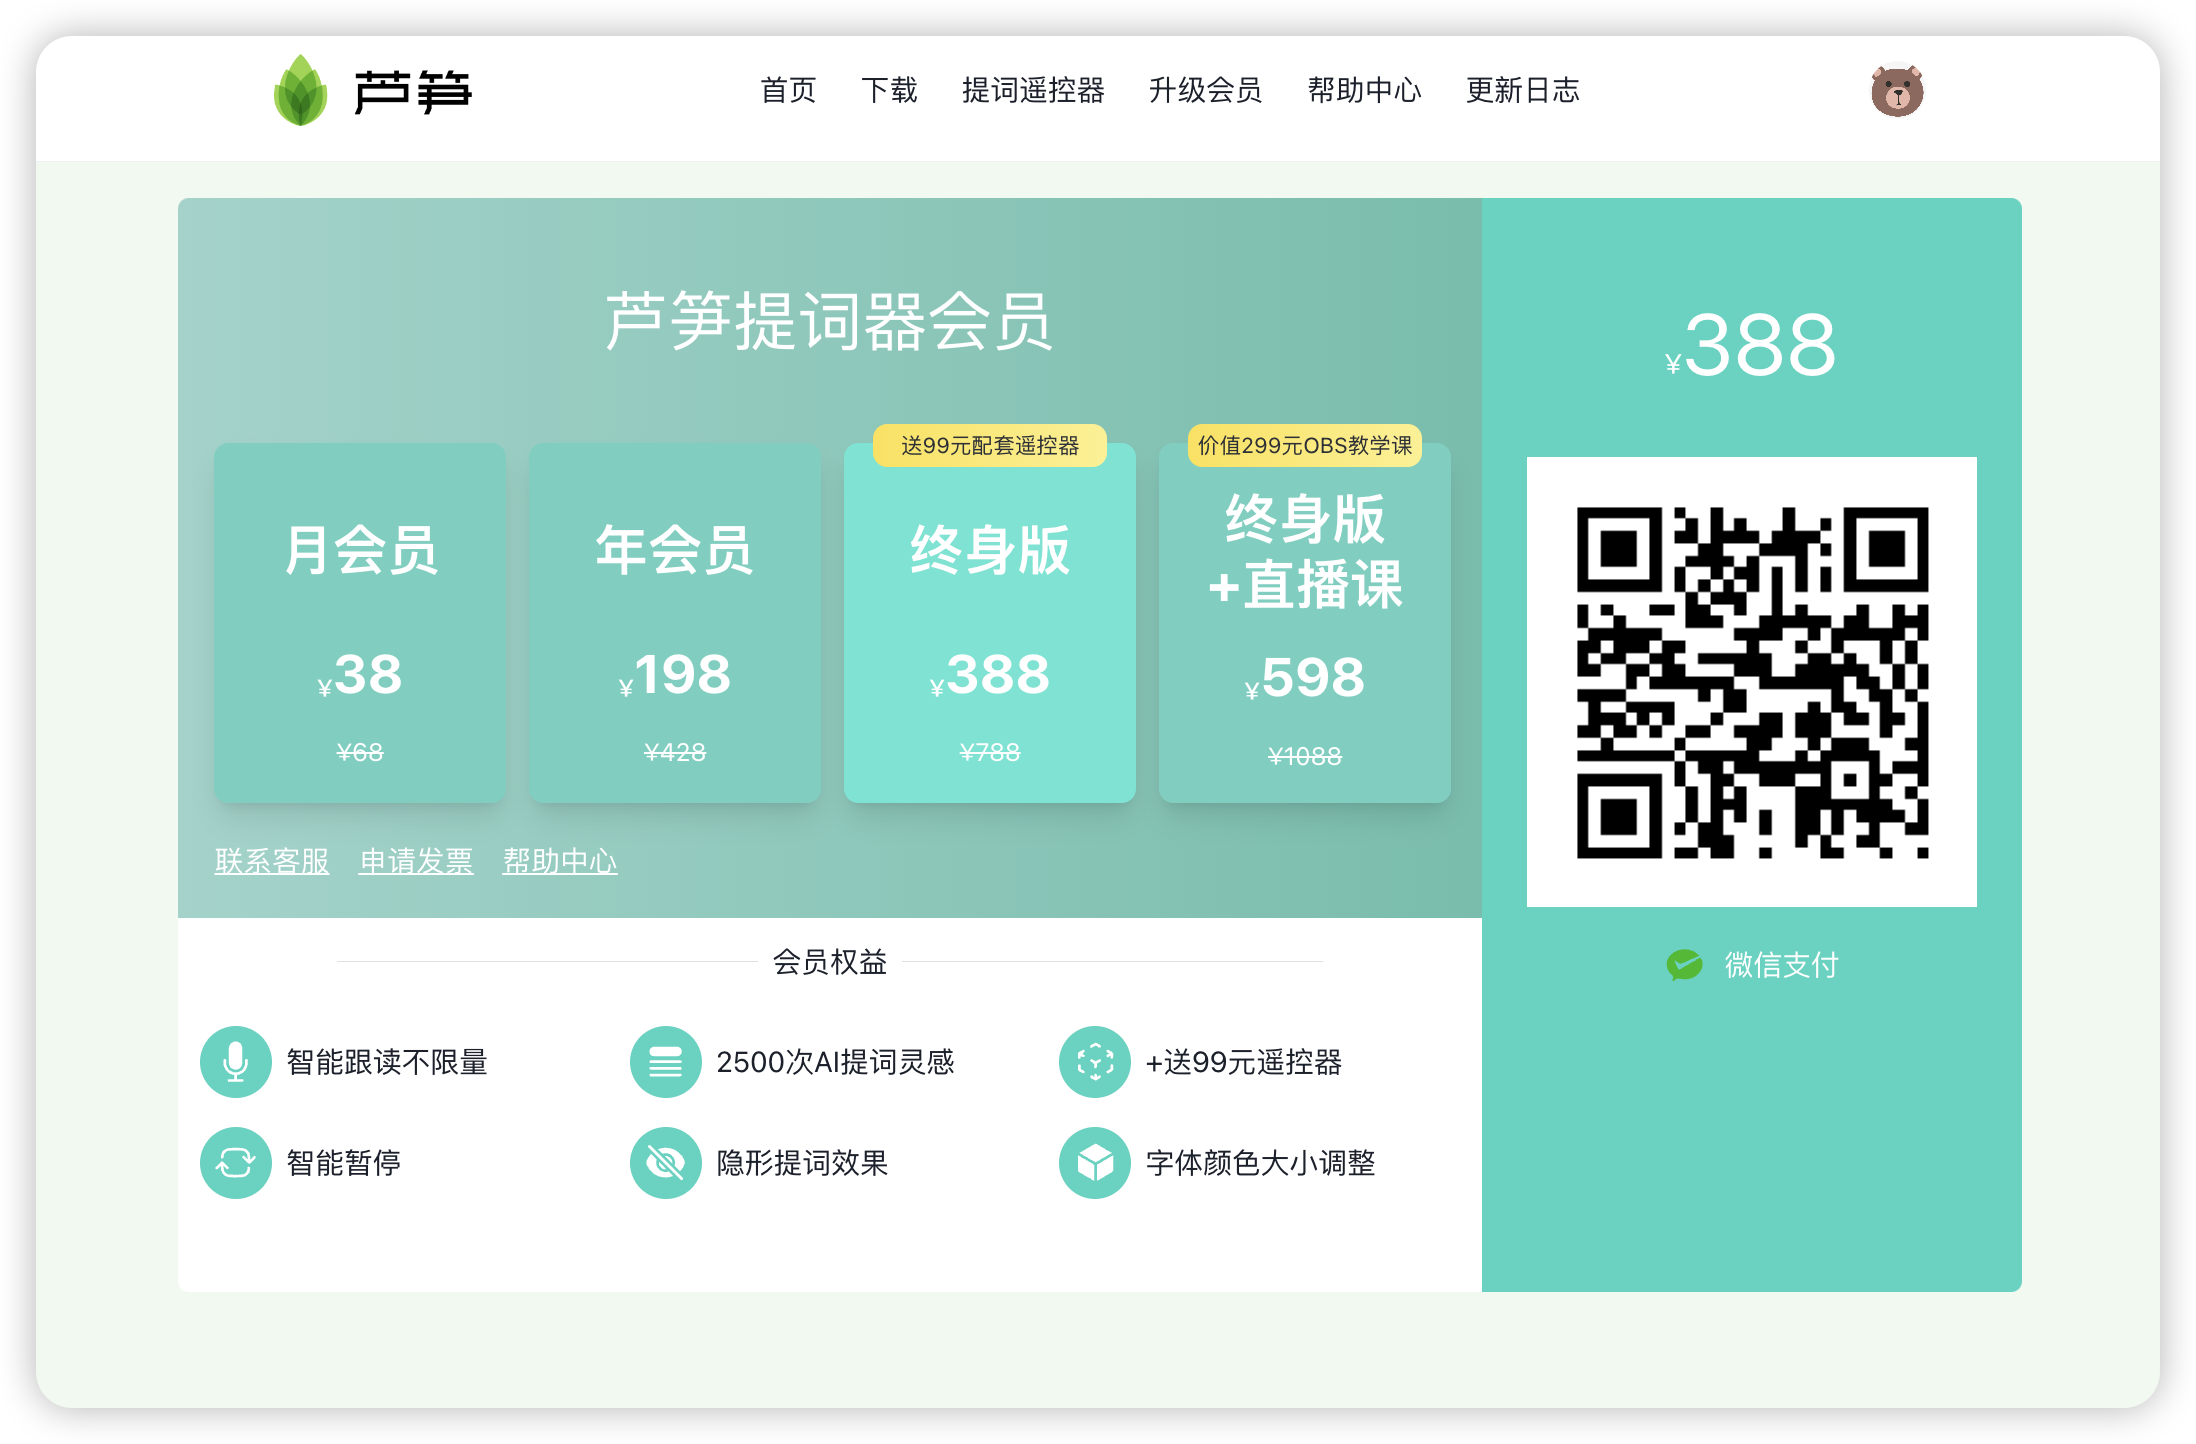 芦笋
首页 下载 提词遥控器 升级会员 帮助中心 更新日志
芦笋提词器会员
月会员
¥38
¥68
年会员
¥198
¥428
送99元配套遥控器
终身版
¥388
¥788
价值299元OBS教学课
终身版
+直播课
¥598
¥1088
联系客服 申请发票 帮助中心
会员权益
智能跟读不限量
2500次AI提词灵感
+送99元遥控器
智能暂停
隐形提词效果
字体颜色大小调整
¥388
微信支付